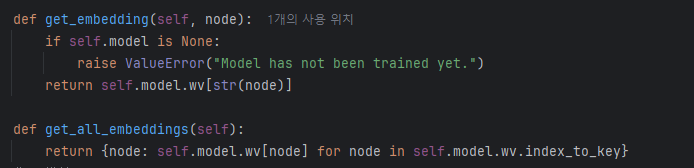 def get_embedding(self, node): 1개의 사용 위치
    if self.model is None:
        raise ValueError("Model has not been trained yet.")
    return self.model.wv[str(node)]
def get_all_embeddings(self):
    return {node: self.model.wv[node] for node in self.model.wv.index_to_key}